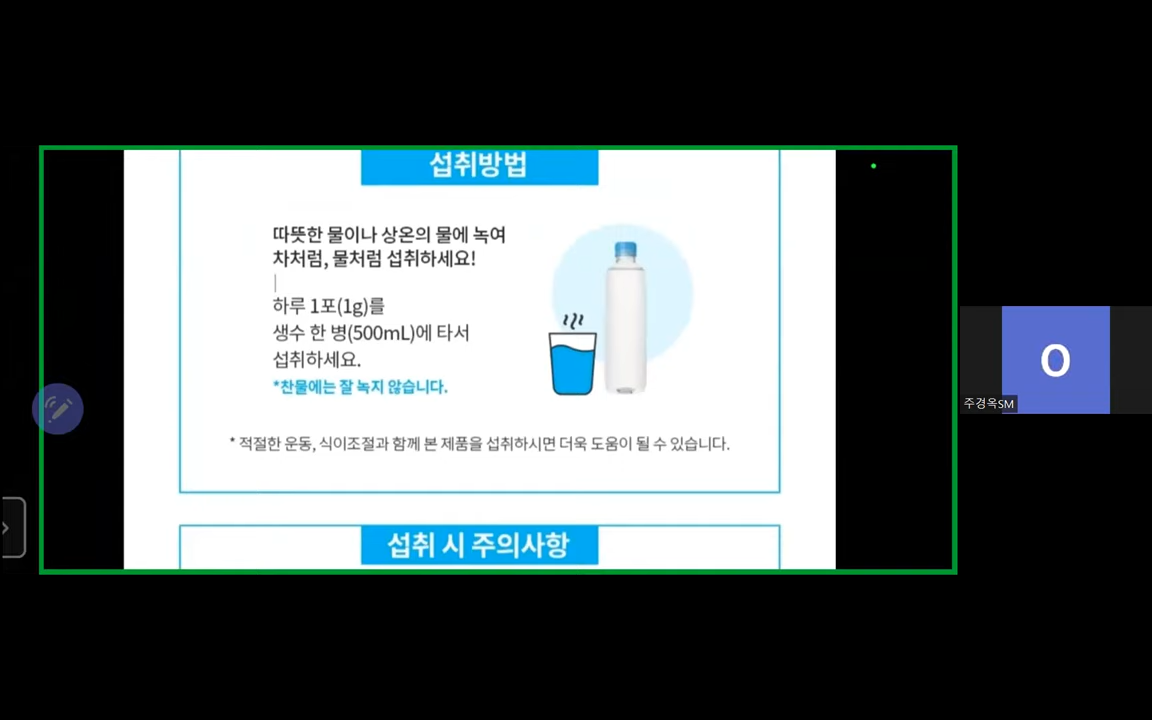 섭취방법
따뜻한 물이나 상온의 물에 녹여
차처럼, 물처럼 섭취하세요!
하루 1포(1g)를
생수 한 병(500mL)에 타서
섭취하세요.
*찬물에는 잘 녹지 않습니다.
* 적절한 운동, 식이조절과 함께 본 제품을 섭취하시면 더욱 도움이 될 수 있습니다.
섭취 시 주의사항
O
주경옥SM